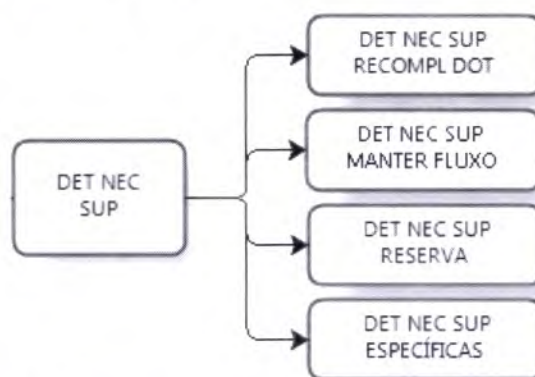 DET NEC
SUP
DET NEC SUP
RECOMPL DOT
DET NEC SUP
MANTER FLUXO
DET NEC SUP
RESERVA
DET NEC SUP
ESPECÍFICAS